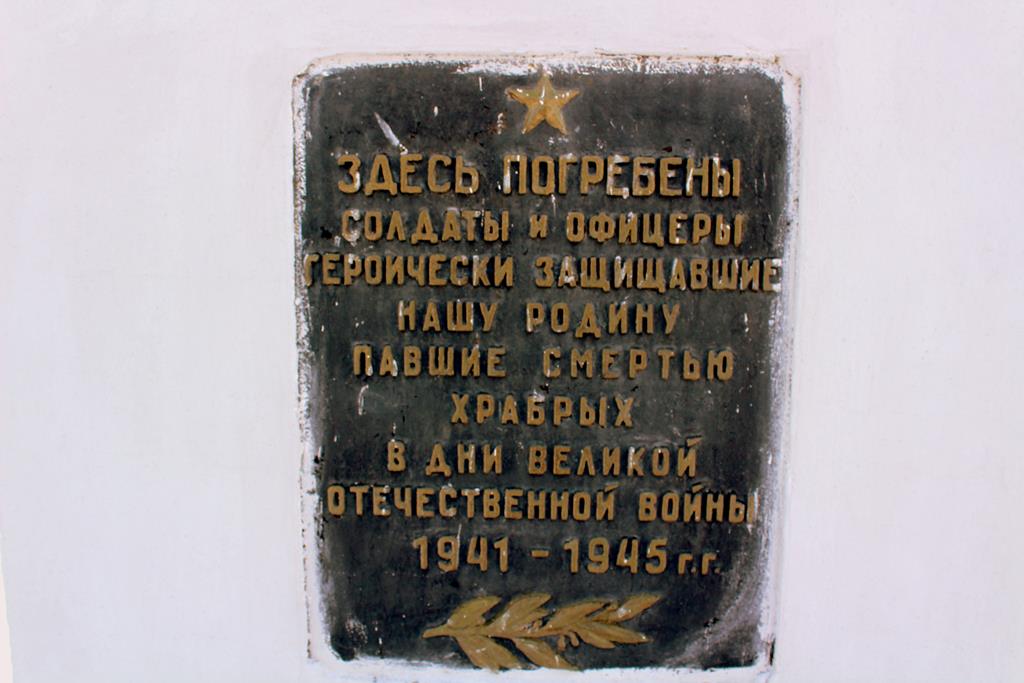 ЗДЕСЬ ПОГРЕБЕНЫ
СОЛДАТЫ И ОФИЦЕРЫ
ГЕРОИЧЕСКИ ЗАЩИЩАВШИЕ
НАШУ РОДИНУ
ПАВШИЕ СМЕРТЬЮ
ХРАБРЫХ
В ДНИ ВЕЛИКОЙ
ОТЕЧЕСТВЕННОЙ ВОЙНЫ
1941 - 1945 г.г.